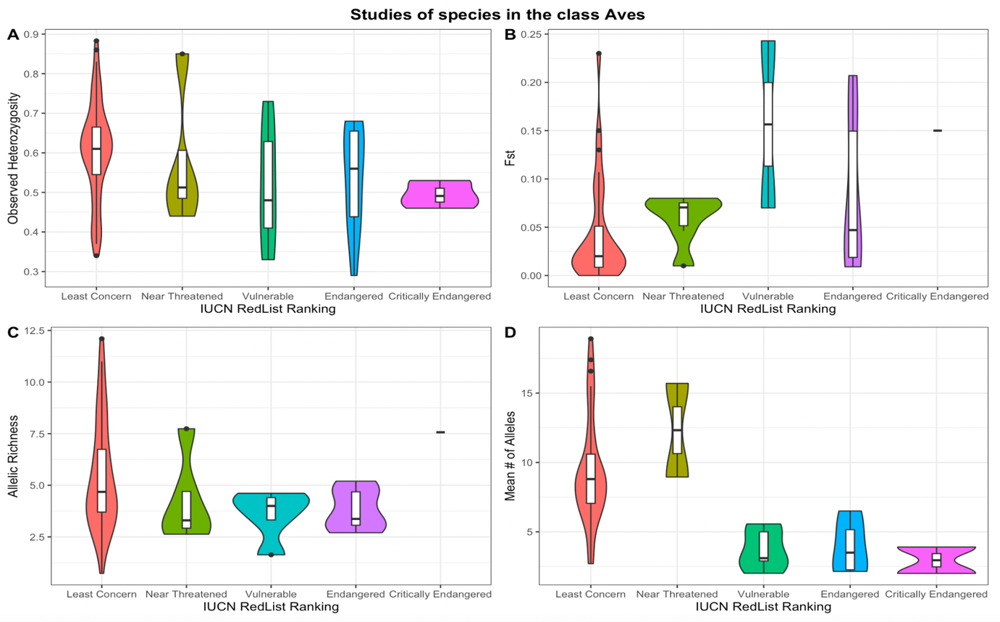 Studies of species in the class Aves
A
Observed Heterozygosity
0.9
0.8
0.7
0.6
0.5
0.4
0.3
Least Concern Near Threatened Vulnerable Endangered Critically Endangered
IUCN RedList Ranking
B
Fst
0.25
0.20
0.15
0.10
0.05
0.00
Least Concern Near Threatened Vulnerable Endangered Critically Endangered
IUCN RedList Ranking
C
Allelic Richness
12.5
10.0
7.5
5.0
2.5
Least Concern Near Threatened Vulnerable Endangered Critically Endangered
IUCN RedList Ranking
D
Mean # of Alleles
15
10
5
Least Concern Near Threatened Vulnerable Endangered Critically Endangered
IUCN RedList Ranking